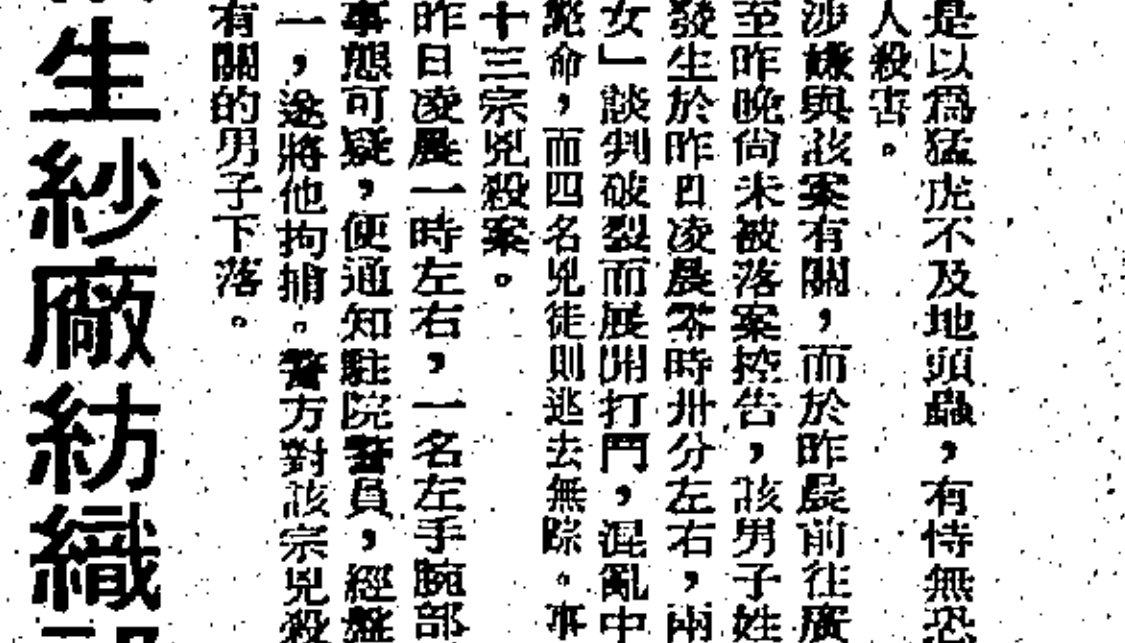 是以爲猛虎不及地頭蟲，有恃無恐
人殺害。
涉嫌與該案有關，而於昨晨前往廣
至昨晚尙未被落案控告，該男子姓
發生於昨日凌晨零時卅分左右，兩
女」談判破裂而展開打鬥，混亂中
斃命，而四名兇徒則逃去無踪。事
十三宗兇殺案。
昨日凌晨一時左右，一名左手腕部
事態可疑，便通知駐院警員，經盤
一，遂將他拘捕。警方對該宗兇殺
有關的男子下落。
生紗廠紡織